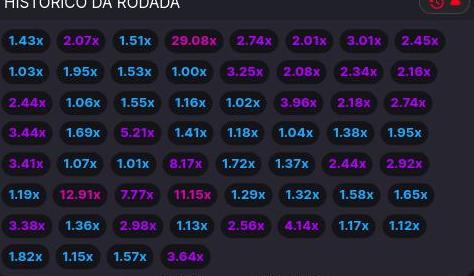 HISTÓRICO DA RODADA
1.43x 2.07x 1.51x 29.08x 2.74x 2.01x 3.01x 2.45x
1.03x 1.95x 1.53x 1.00x 3.25x 2.08x 2.34x 2.16x
2.44x 1.06x 1.55x 1.16x 1.02x 3.96x 2.18x 2.74x
3.44x 1.69x 5.21x 1.41x 1.18x 1.04x 1.38x 1.95x
3.41x 1.07x 1.01x 8.17x 1.72x 1.37x 2.44x 2.92x
1.19x 12.91x 7.77x 11.15x 1.29x 1.32x 1.58x 1.65x
3.38x 1.36x 2.98x 1.13x 2.56x 4.14x 1.17x 1.12x
1.82x 1.15x 1.57x 3.64x